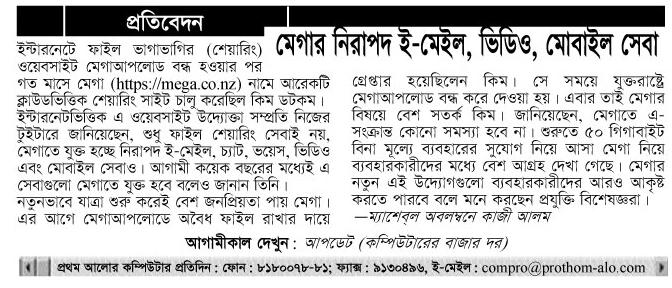 প্রতিবেদন
মেগার নিরাপদ ই-মেইল, ভিডিও, মোবাইল সেবা
ইন্টারনেটে ফাইল ভাগাভাগির (শেয়ারিং)
ওয়েবসাইট মেগাআপলোড বন্ধ হওয়ার পর
গত মাসে মেগা (https://mega.co.nz) নামে আরেকটি
ক্লাউডভিত্তিক শেয়ারিং সাইট চালু করেছিল কিম ডটকম।
ইন্টারনেটভিত্তিক এ ওয়েবসাইট উদ্যোক্তা সম্প্রতি নিজের
টুইটারে জানিয়েছেন, শুধু ফাইল শেয়ারিং সেবাই নয়,
মেগাতে যুক্ত হচ্ছে নিরাপদ ই-মেইল, চ্যাট, ভয়েস, ভিডিও
এবং মোবাইল সেবাও। আগামী কয়েক বছরের মধ্যেই এ
সেবাগুলো মেগাতে যুক্ত হবে বলেও জানান তিনি।
নতুনভাবে যাত্রা শুরু করেই বেশ জনপ্রিয়তা পায় মেগা।
এর আগে মেগাআপলোডে অবৈধ ফাইল রাখার দায়ে
গ্রেপ্তার হয়েছিলেন কিম। সে সময়ে যুক্তরাষ্ট্রে
মেগাআপলোড বন্ধ করে দেওয়া হয়। এবার তাই মেগার
বিষয়ে বেশ সতর্ক কিম। জানিয়েছেন, মেগাতে এ-
সংক্রান্ত কোনো সমস্যা হবে না। শুরুতে ৫০ গিগাবাইট
বিনা মূল্যে ব্যবহারের সুযোগ নিয়ে আসা মেগা নিয়ে
ব্যবহারকারীদের মধ্যে বেশ আগ্রহ দেখা গেছে। মেগার
নতুন এই উদ্যোগগুলো ব্যবহারকারীদের আরও আকৃষ্ট
করতে পারবে বলে মনে করছেন প্রযুক্তি বিশেষজ্ঞরা।
—ম্যাশেবল অবলম্বনে কাজী আলম
আগামীকাল দেখুন : আপডেট (কম্পিউটারের বাজার দর)
প্রথম আলোর কম্পিউটার প্রতিদিন : ফোন : ৮১৮০০৭৮-৮১; ফ্যাক্স : ৯১৩০৪৯৬, ই-মেইল : compro@prothom-alo.com